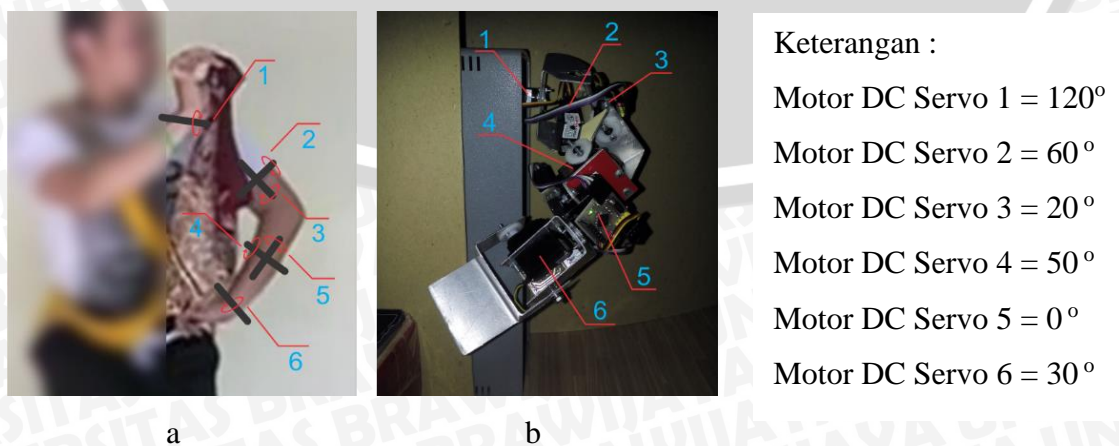 1
2
3
4
5
6
a
1
2
3
4
5
6
b
Keterangan :
Motor DC Servo 1 = 120°
Motor DC Servo 2 = 60 °
Motor DC Servo 3 = 20 °
Motor DC Servo 4 = 50 °
Motor DC Servo 5 = 0 °
Motor DC Servo 6 = 30 °